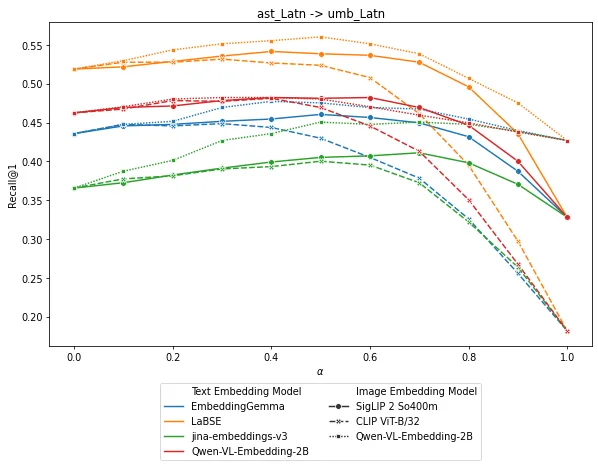 ast_Latn -> umb_Latn
Recall@1
0.55
0.50
0.45
0.40
0.35
0.30
0.25
0.20
0.0 0.2 0.4 0.6 0.8 1.0
α
Text Embedding Model
EmbeddingGemma
LaBSE
jina-embeddings-v3
Qwen-VL-Embedding-2B
Image Embedding Model
SigLIP 2 So400m
CLIP ViT-B/32
Qwen-VL-Embedding-2B